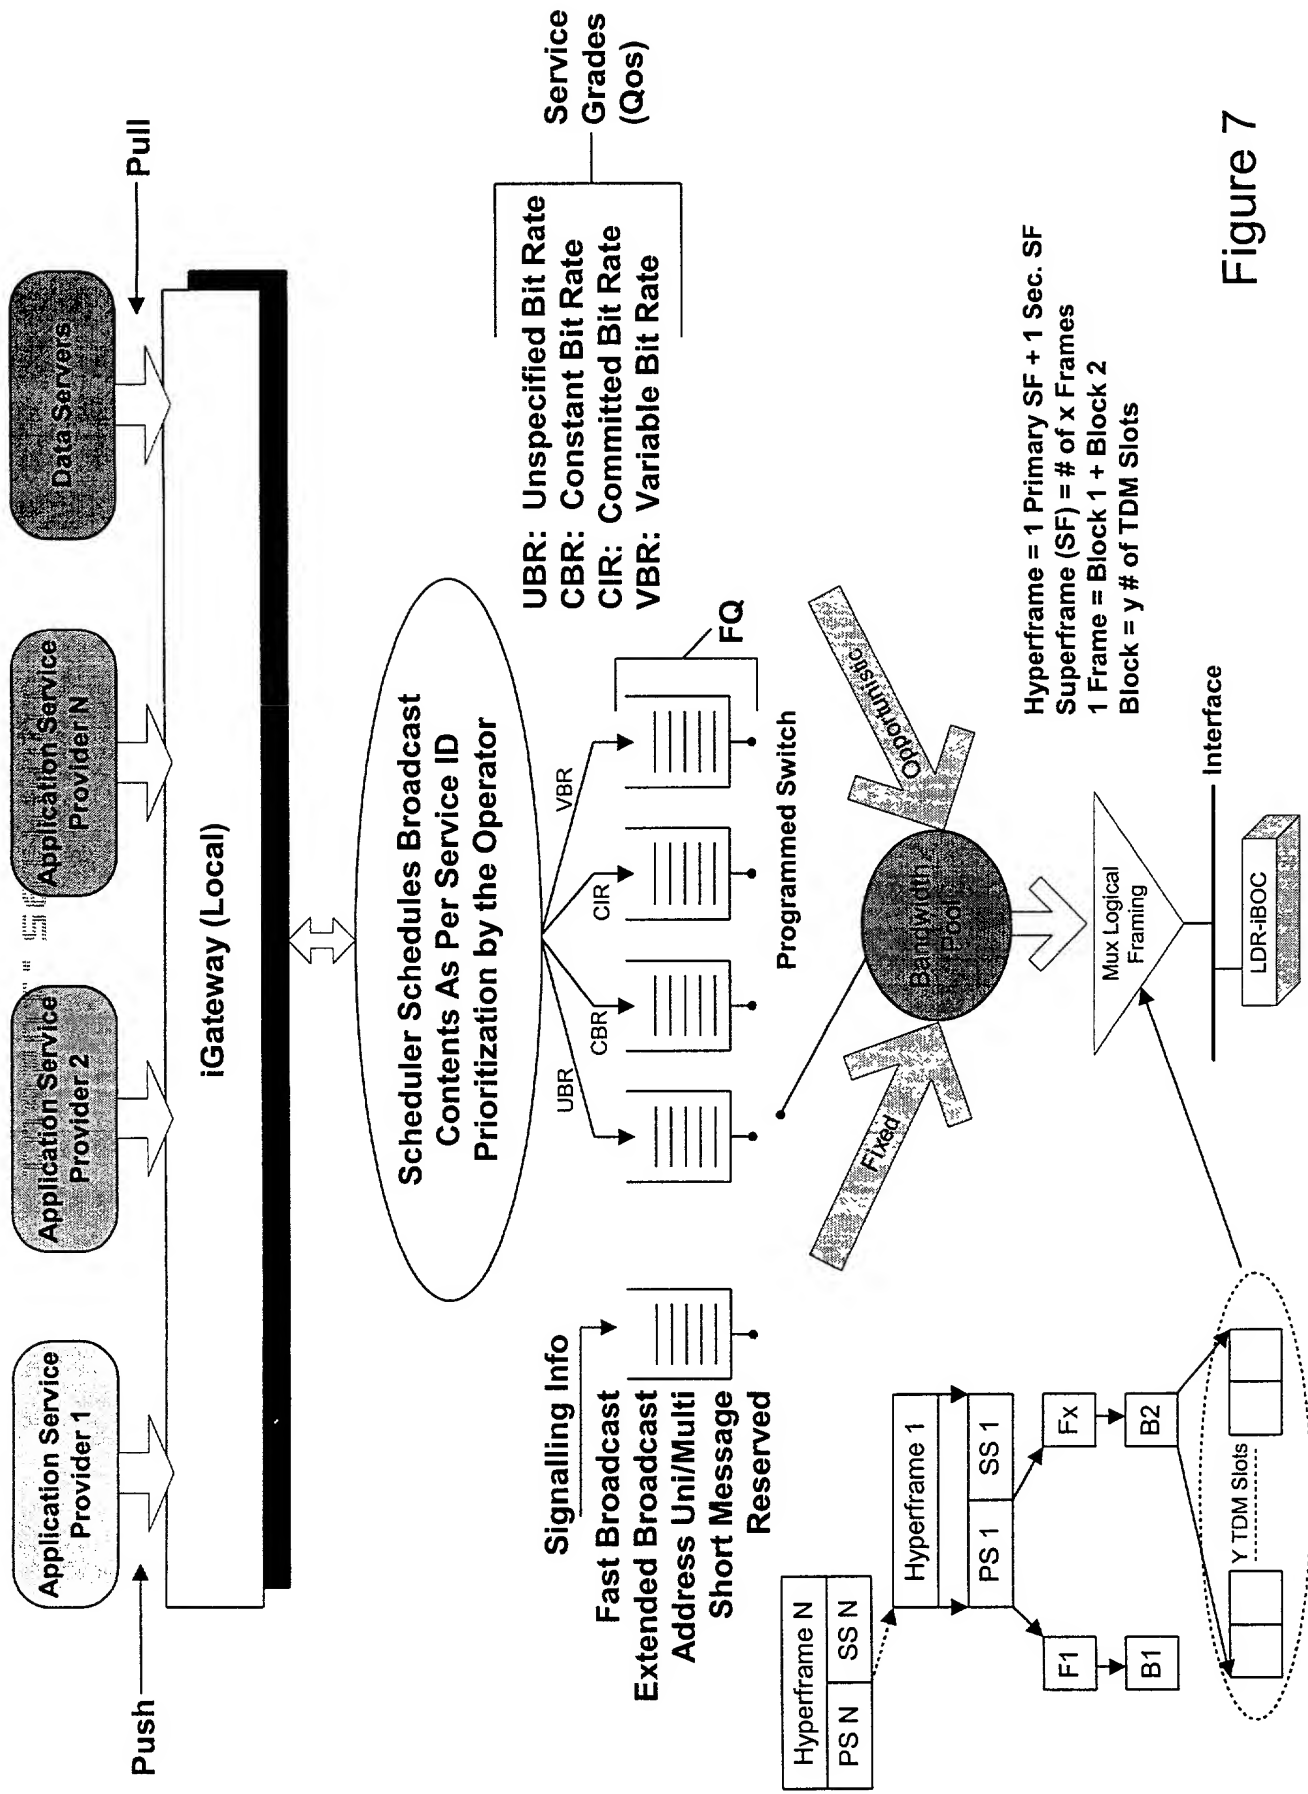 Push
Pull
Application Service
Provider 1
Application Service
Provider 2
Application Service
Provider N
Data Servers
iGateway (Local)
Scheduler Schedules Broadcast
Contents As Per Service ID
Prioritization by the Operator
UBR: Unspecified Bit Rate
CBR: Constant Bit Rate
CIR: Committed Bit Rate
VBR: Variable Bit Rate
Service
Grades
(Qos)
Signalling Info
Fast Broadcast
Extended Broadcast
Address Uni/Multi
Short Message
Reserved
UBR
CBR
CIR
VBR
FQ
Programmed Switch
Fixed
Bandwidth
Pool
Opportunistic
Hyperframe N
PS N
SS N
Hyperframe 1
PS 1
SS 1
F1
Fx
B1
B2
Y TDM Slots
Mux Logical
Framing
Interface
LDR-iBOC
Hyperframe = 1 Primary SF + 1 Sec. SF
Superframe (SF) = # of x Frames
1 Frame = Block 1 + Block 2
Block = y # of TDM Slots
Figure 7